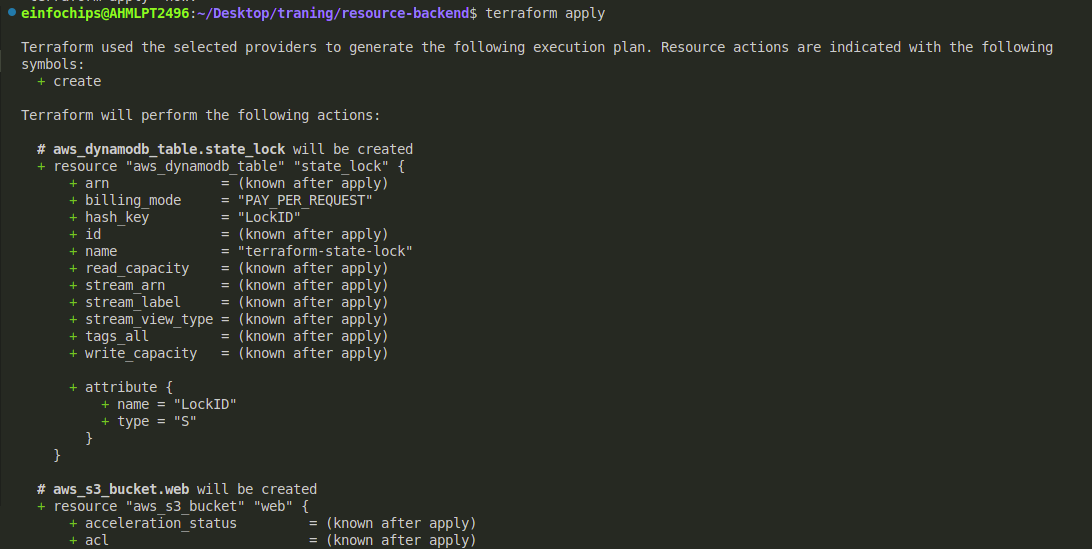 einfochips@AHMLPT2496:~/Desktop/traning/resource-backend$ terraform apply
Terraform used the selected providers to generate the following execution plan. Resource actions are indicated with the following
symbols:
+ create
Terraform will perform the following actions:
# aws_dynamodb_table.state_lock will be created
+ resource "aws_dynamodb_table" "state_lock" {
+ arn = (known after apply)
+ billing_mode = "PAY_PER_REQUEST"
+ hash_key = "LockID"
+ id = (known after apply)
+ name = "terraform-state-lock"
+ read_capacity = (known after apply)
+ stream_arn = (known after apply)
+ stream_label = (known after apply)
+ stream_view_type = (known after apply)
+ tags_all = (known after apply)
+ write_capacity = (known after apply)
+ attribute {
+ name = "LockID"
+ type = "S"
}
}
# aws_s3_bucket.web will be created
+ resource "aws_s3_bucket" "web" {
+ acceleration_status = (known after apply)
+ acl = (known after apply)